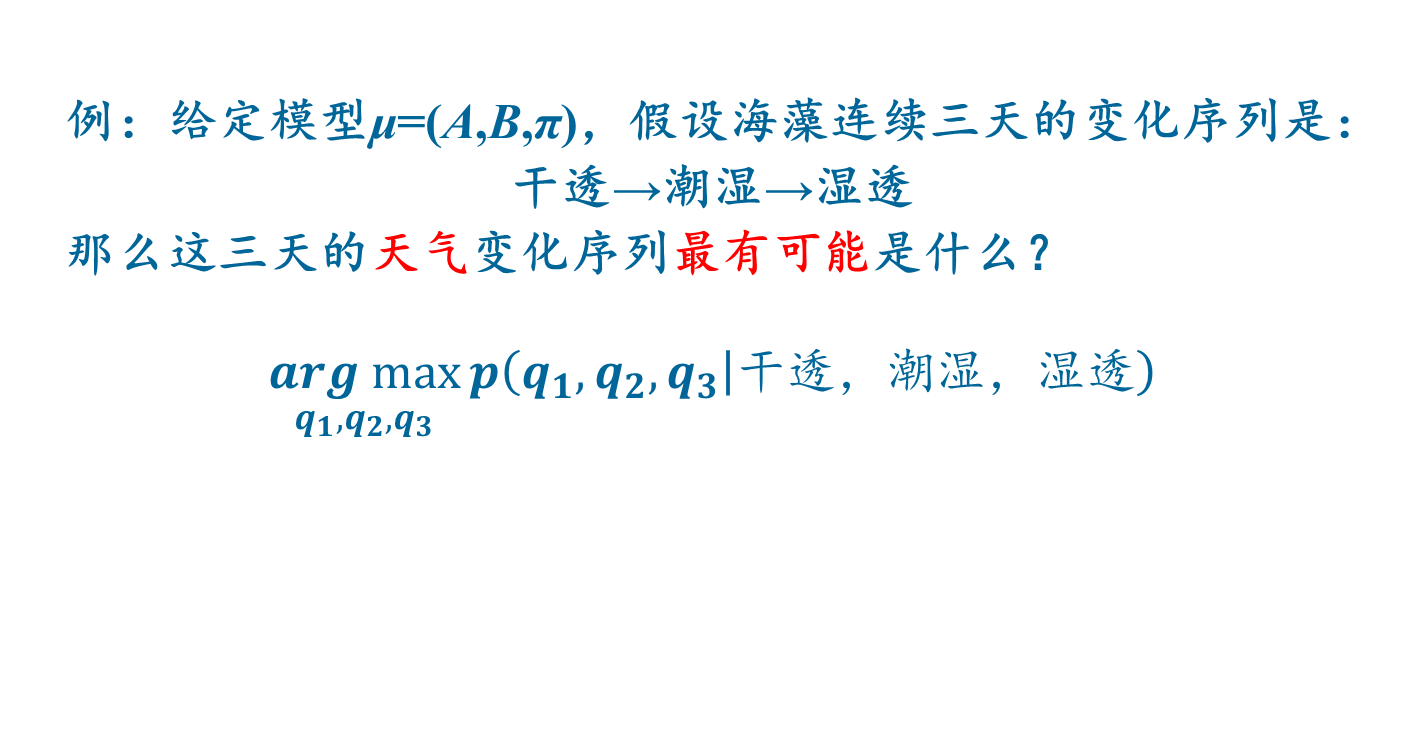 例：给定模型μ=(A,B,π)，假设海藻连续三天的变化序列是：
干透→潮湿→湿透
那么这三天的天气变化序列最有可能是什么？
arg max p(q₁, q₂, q₃|干透，潮湿，湿透)
q₁,q₂,q₃